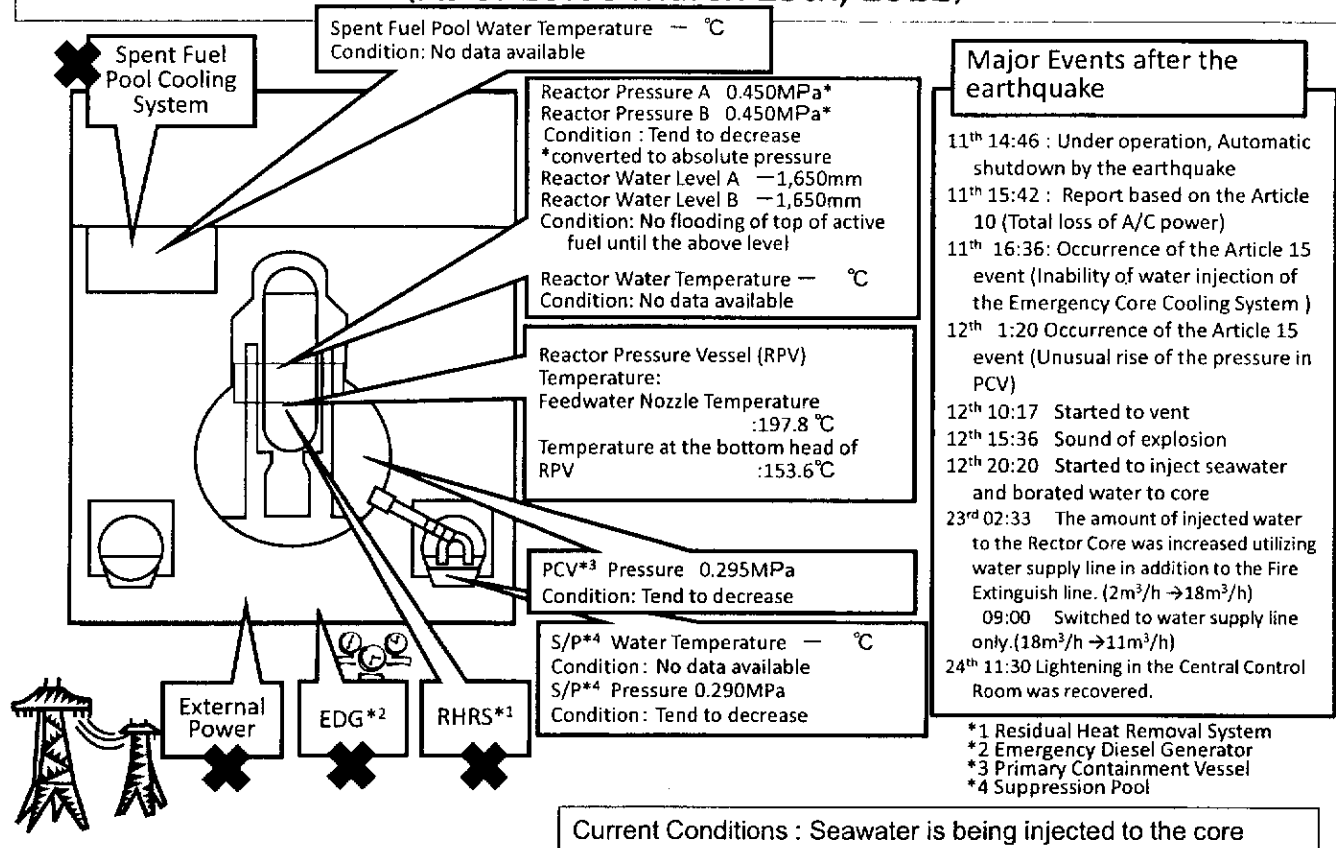 Spent Fuel Pool Water Temperature － ℃
Condition: No data available
Spent Fuel
Pool Cooling
System
Reactor Pressure A 0.450MPa*
Reactor Pressure B 0.450MPa*
Condition : Tend to decrease
*converted to absolute pressure
Reactor Water Level A －1,650mm
Reactor Water Level B －1,650mm
Condition: No flooding of top of active
fuel until the above level
Reactor Water Temperature － ℃
Condition: No data available
Reactor Pressure Vessel (RPV)
Temperature:
Feedwater Nozzle Temperature
:197.8 ℃
Temperature at the bottom head of
RPV :153.6℃
PCV*3 Pressure 0.295MPa
Condition: Tend to decrease
S/P*4 Water Temperature － ℃
Condition: No data available
S/P*4 Pressure 0.290MPa
Condition: Tend to decrease
External
Power
EDG*2
RHRS*1
Major Events after the
earthquake
11th 14:46 : Under operation, Automatic
shutdown by the earthquake
11th 15:42 : Report based on the Article
10 (Total loss of A/C power)
11th 16:36: Occurrence of the Article 15
event (Inability of water injection of
the Emergency Core Cooling System )
12th 1:20 Occurrence of the Article 15
event (Unusual rise of the pressure in
PCV)
12th 10:17 Started to vent
12th 15:36 Sound of explosion
12th 20:20 Started to inject seawater
and borated water to core
23rd 02:33 The amount of injected water
to the Rector Core was increased utilizing
water supply line in addition to the Fire
Extinguish line. (2m³/h →18m³/h)
09:00 Switched to water supply line
only.(18m³/h →11m³/h)
24th 11:30 Lightening in the Central Control
Room was recovered.
*1 Residual Heat Removal System
*2 Emergency Diesel Generator
*3 Primary Containment Vessel
*4 Suppression Pool
Current Conditions : Seawater is being injected to the core